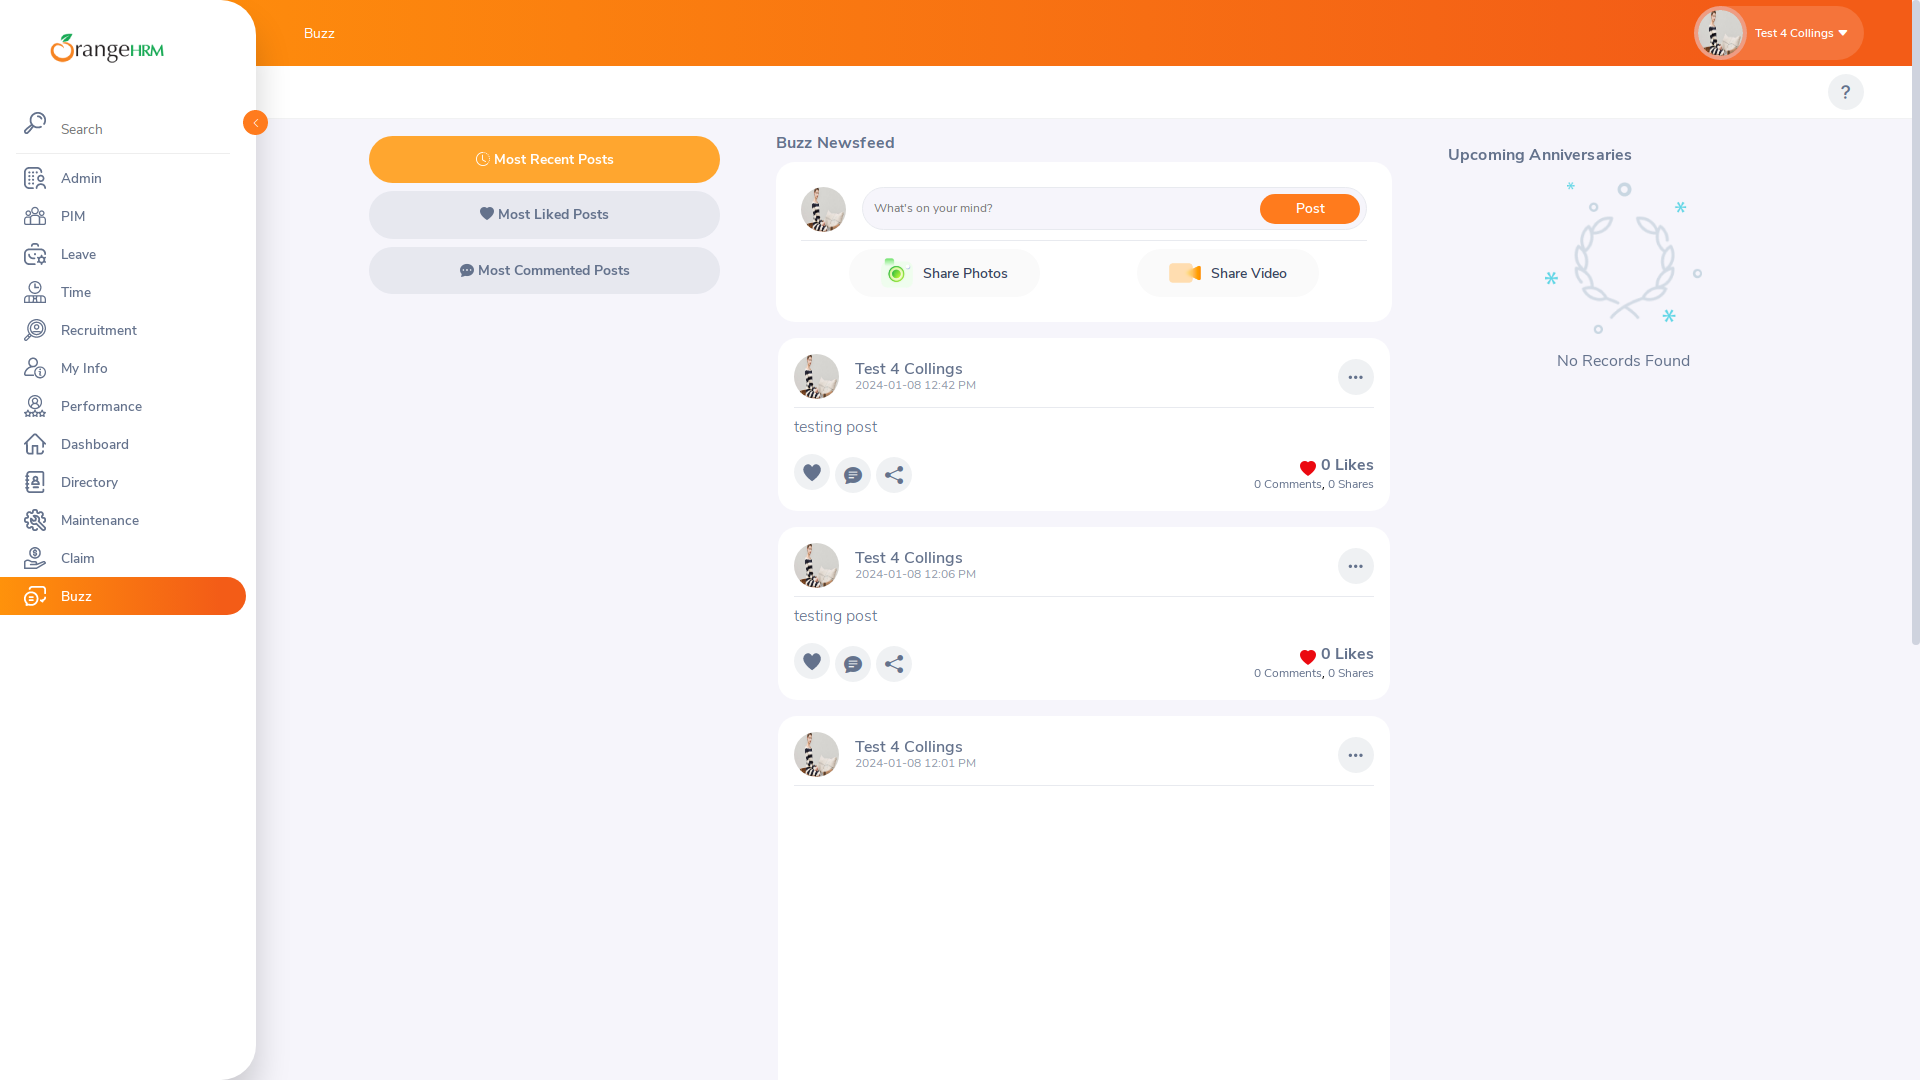 OrangeHRM
Search
Admin
PIM
Leave
Time
Recruitment
My Info
Performance
Dashboard
Directory
Maintenance
Claim
Buzz
Buzz
Test 4 Collings
?
Most Recent Posts
Most Liked Posts
Most Commented Posts
Buzz Newsfeed
What's on your mind?
Post
Share Photos
Share Video
Test 4 Collings
2024-01-08 12:42 PM
testing post
0 Likes
0 Comments, 0 Shares
Test 4 Collings
2024-01-08 12:06 PM
testing post
0 Likes
0 Comments, 0 Shares
Test 4 Collings
2024-01-08 12:01 PM
Upcoming Anniversaries
No Records Found